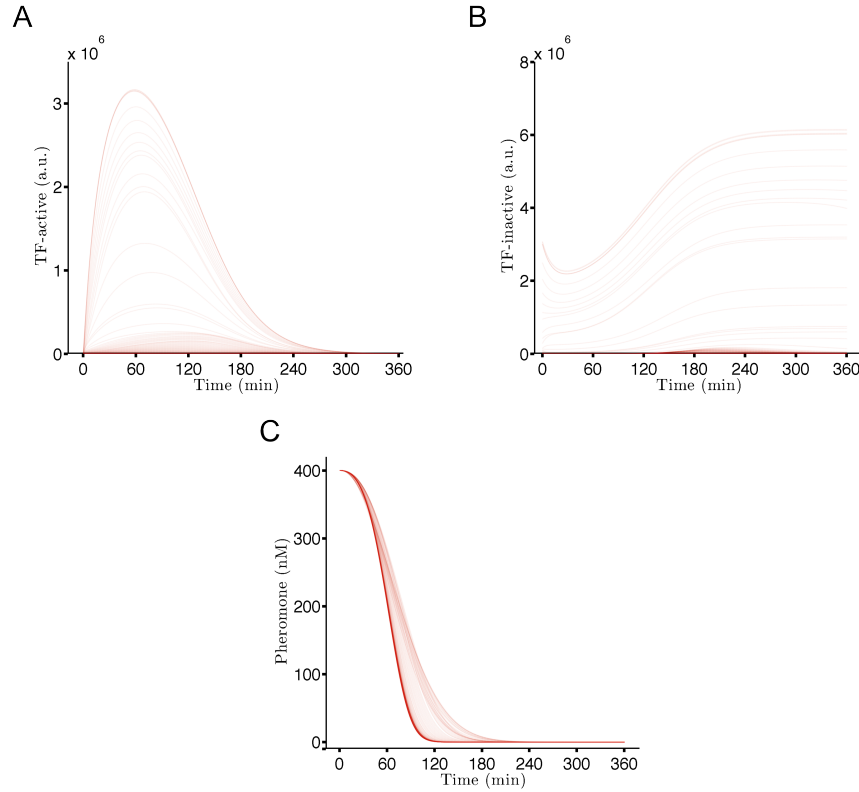 A
x 10^6
3
2
1
0
TF-active (a.u.)
0 60 120 180 240 300 360
Time (min)
B
x 10^6
8
6
4
2
0
TF-inactive (a.u.)
0 60 120 180 240 300 360
Time (min)
C
400
300
200
100
0
Pheromone (nM)
0 60 120 180 240 300 360
Time (min)